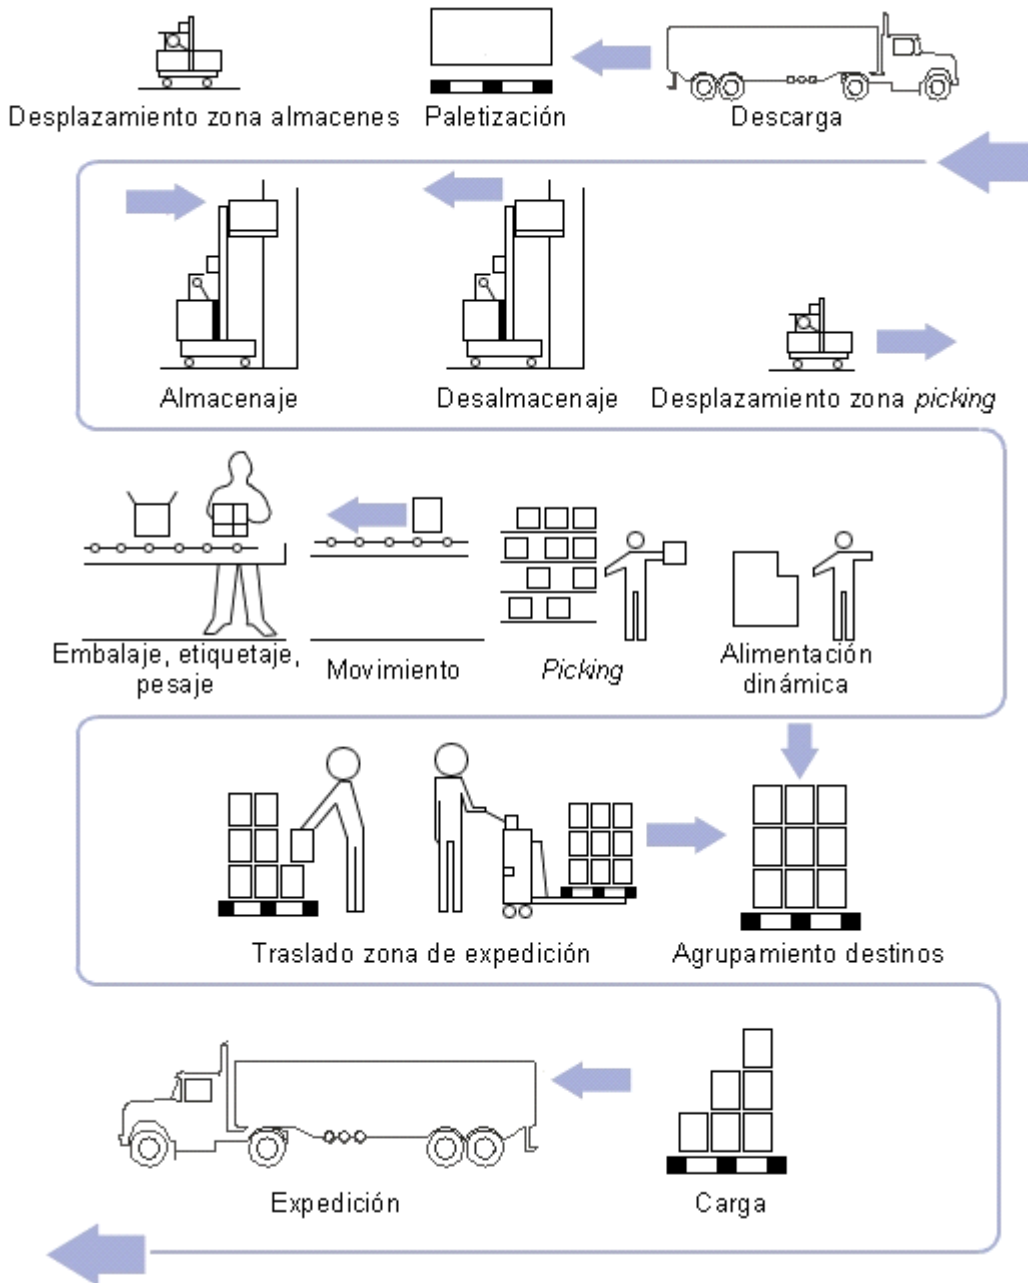 Desplazamiento zona almacenes
Paletización
Descarga
Almacenaje
Desalmacenaje
Desplazamiento zona picking
Embalaje, etiquetaje,
pesaje
Movimiento
Picking
Alimentación
dinámica
Traslado zona de expedición
Agrupamiento destinos
Expedición
Carga